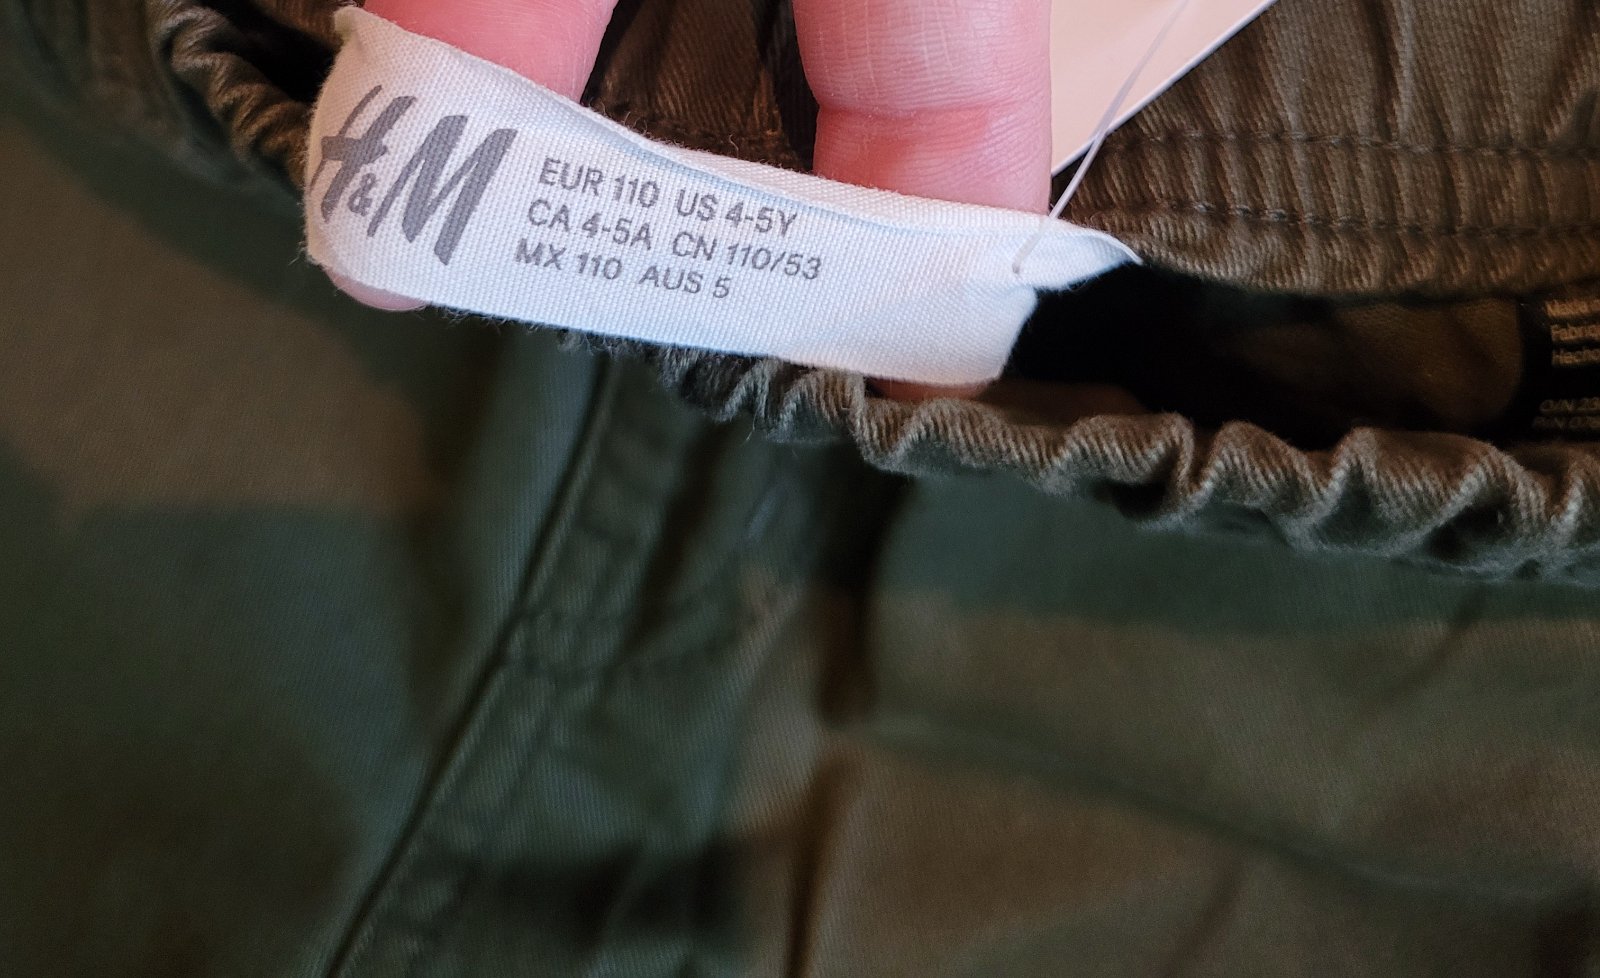 H&M
EUR 110 US 4-5Y
CA 4-5A CN 110/53
MX 110 AUS 5